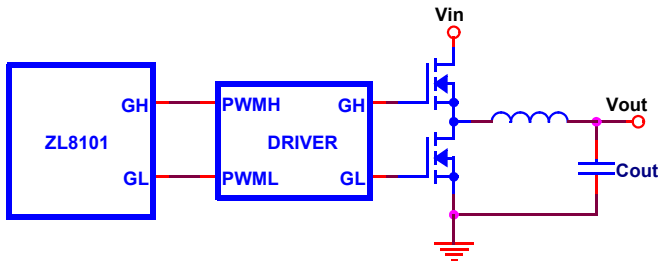 Vin
GH
PWMH
GH
Vout
ZL8101
DRIVER
Cout
GL
PWML
GL